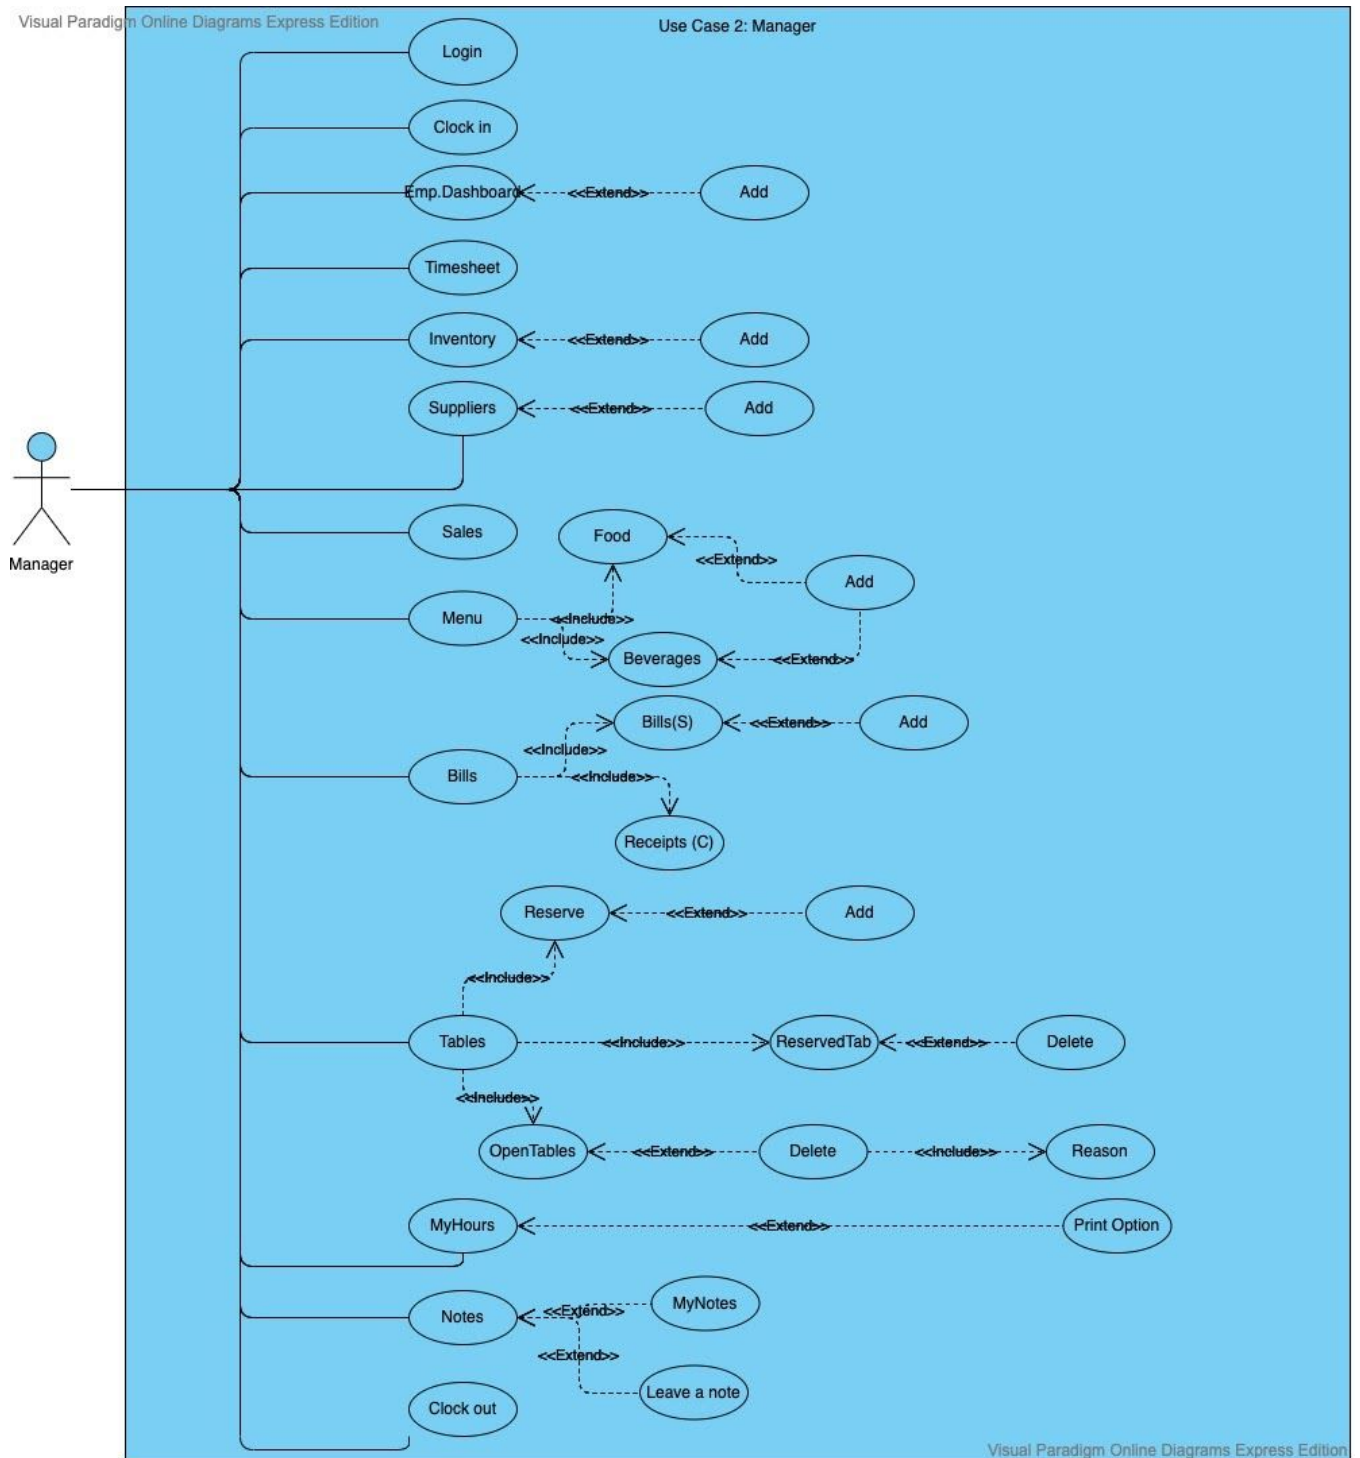 Visual Paradigm Online Diagrams Express Edition
Use Case 2: Manager
Login
Clock in
Emp.Dashboard
<<Extend>>
Add
Timesheet
Inventory
<<Extend>>
Add
Suppliers
<<Extend>>
Add
Manager
Sales
Food
<<Extend>>
Add
Menu
<<Include>>
<<Include>>
Beverages
<<Extend>>
Bills(S)
<<Extend>>
Add
<<Include>>
Bills
<<Include>>
Receipts (C)
Reserve
<<Extend>>
Add
<<Include>>
Tables
<<Include>>
ReservedTab
<<Extend>>
Delete
<<Include>>
OpenTables
<<Extend>>
Delete
<<Include>>
Reason
MyHours
<<Extend>>
Print Option
Notes
<<Extend>>
MyNotes
<<Extend>>
Leave a note
Clock out
Visual Paradigm Online Diagrams Express Edition